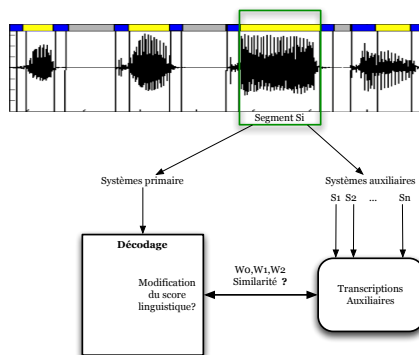 Segment Si
Systèmes primaire
Systèmes auxiliaires
S1 S2 ... Sn
Décodage
Modification
du score
linguistique?
W0,W1,W2
Similarité ?
Transcriptions
Auxiliaires